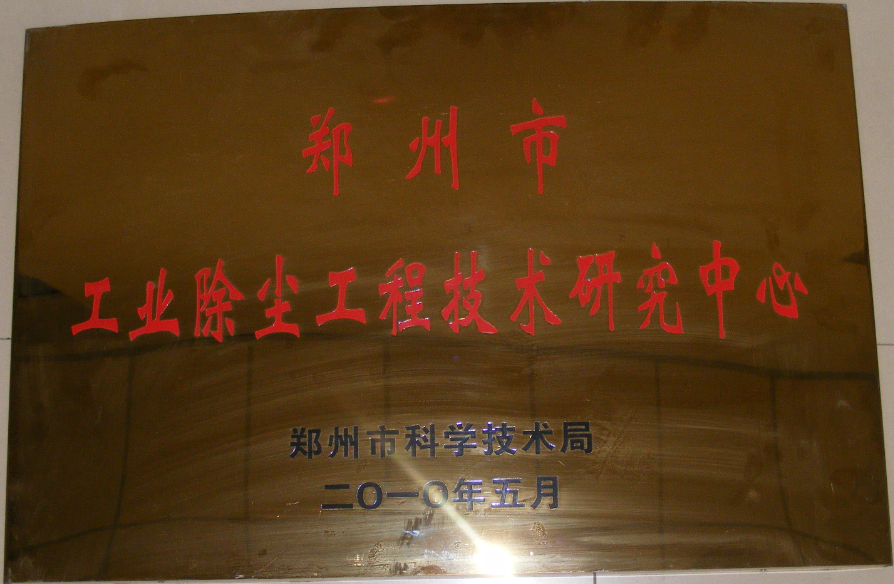 郑州市
工业除尘工程技术研究中心
郑州市科学技术局
二〇一〇年五月